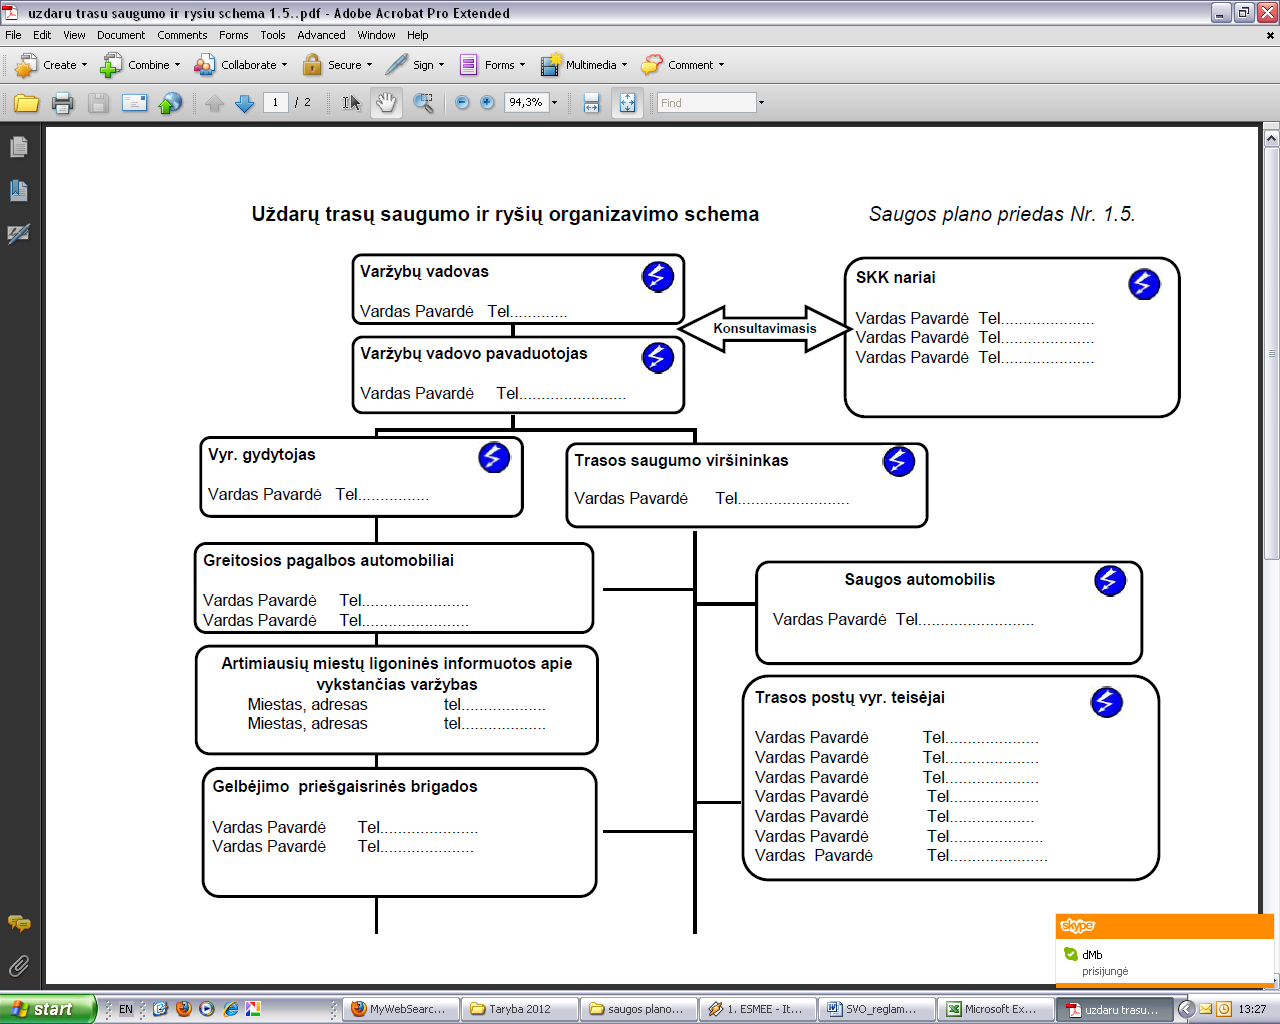 uzdaru trasu saugumo ir rysiu schema 1.5..pdf - Adobe Acrobat Pro Extended
File Edit View Document Comments Forms Tools Advanced Window Help
Create Combine Collaborate Secure Sign Forms Multimedia Comment
1 / 2 94,3% Find
Uždarų trasų saugumo ir ryšių organizavimo schema Saugos plano priedas Nr. 1.5.
Varžybų vadovas
Vardas Pavardė Tel.............
Konsultavimasis
SKK nariai
Vardas Pavardė Tel.....................
Vardas Pavardė Tel.....................
Vardas Pavardė Tel.....................
Varžybų vadovo pavaduotojas
Vardas Pavardė Tel........................
Vyr. gydytojas
Vardas Pavardė Tel................
Trasos saugumo viršininkas
Vardas Pavardė Tel.........................
Greitosios pagalbos automobiliai
Vardas Pavardė Tel........................
Vardas Pavardė Tel........................
Saugos automobilis
Vardas Pavardė Tel..........................
Artimiausių miestų ligoninės informuotos apie
vykstančias varžybas
Miestas, adresas tel...................
Miestas, adresas tel...................
Trasos postų vyr. teisėjai
Vardas Pavardė Tel.....................
Vardas Pavardė Tel.....................
Vardas Pavardė Tel.....................
Vardas Pavardė Tel....................
Vardas Pavardė Tel...................
Vardas Pavardė Tel.....................
Vardas Pavardė Tel......................
Gelbėjimo priešgaisrinės brigados
Vardas Pavardė Tel......................
Vardas Pavardė Tel.....................
skype
dMb
prisijungė
start EN MyWebSearc... Taryba 2012 saugos plano... 1. ESMEE - It... SVO_reglam... Microsoft Ex... uzdaru trasu... 13:27